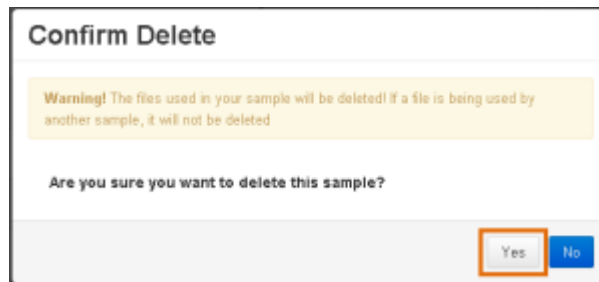 Confirm Delete
Warning! The files used in your sample will be deleted! If a file is being used by
another sample, it will not be deleted
Are you sure you want to delete this sample?
Yes No